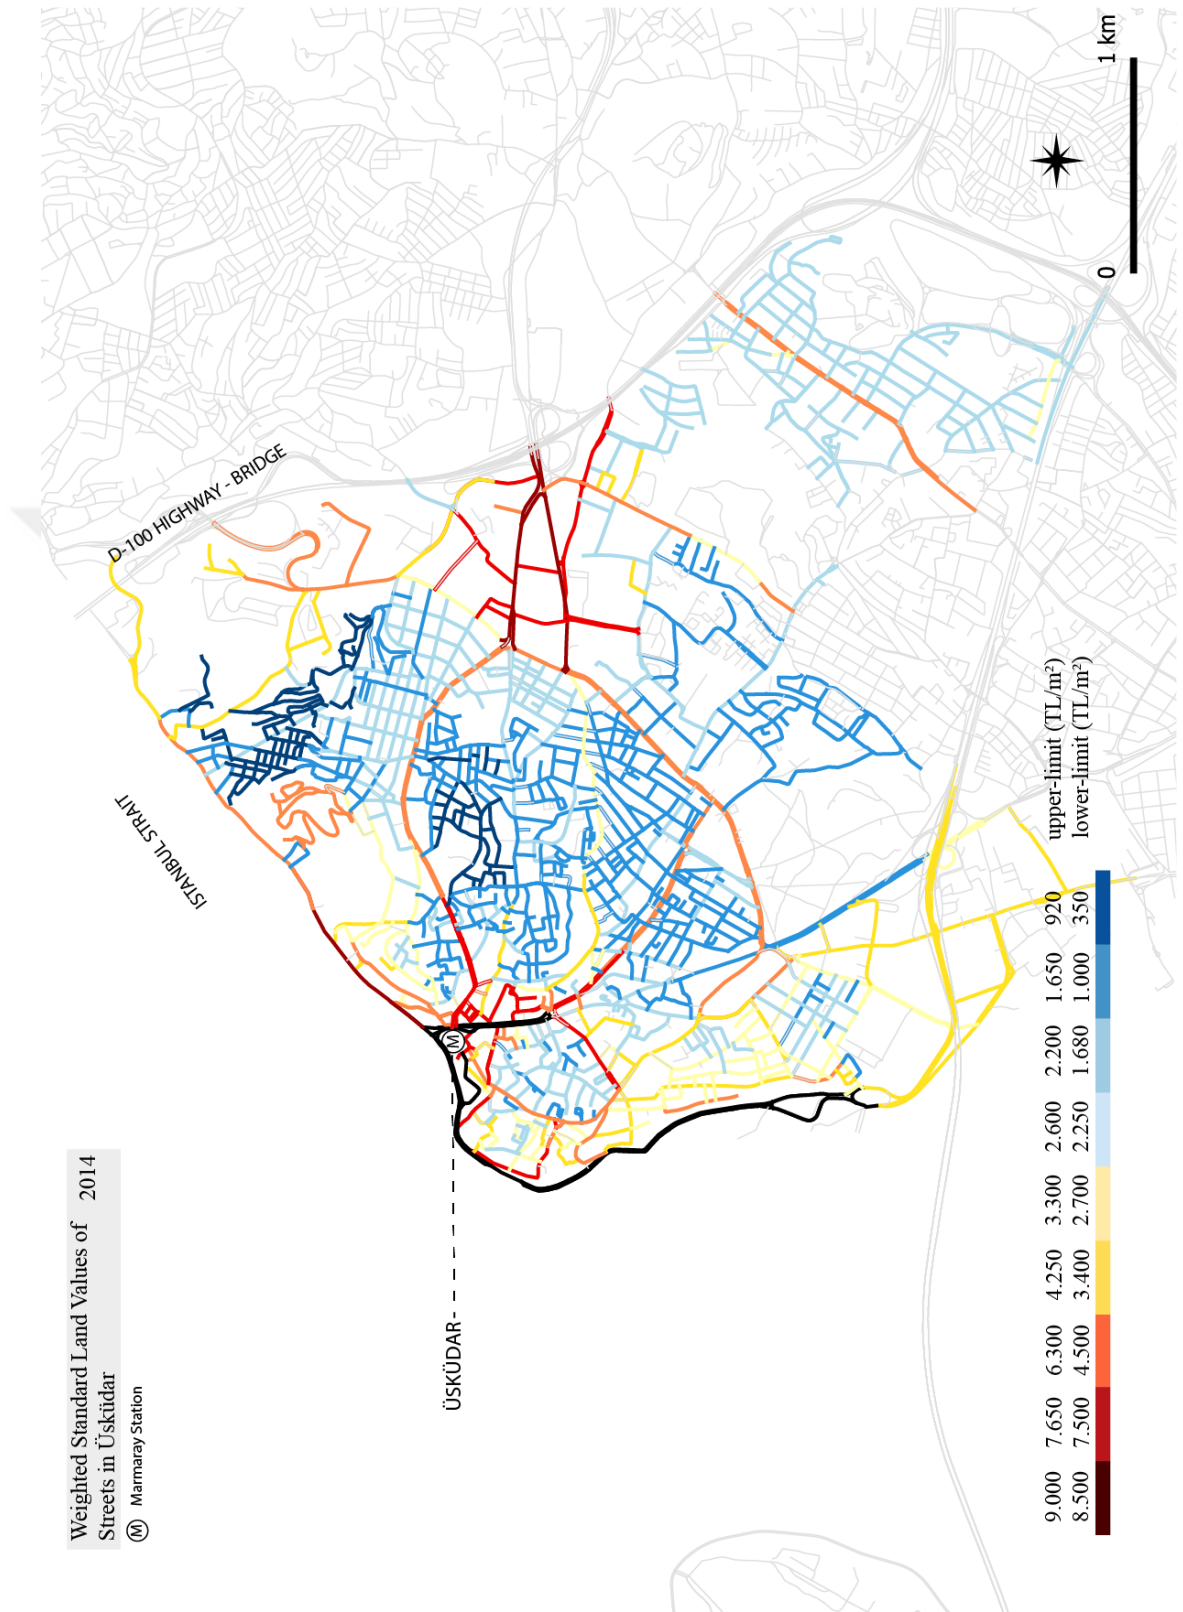 Weighted Standard Land Values of 2014
Streets in Üsküdar
Ⓜ Marmaray Station
ISTANBUL STRAIT
D-100 HIGHWAY - BRIDGE
ÜSKÜDAR -
M
0 1 km
9.000 7.650 6.300 4.250 3.300 2.600 2.200 1.650 920 upper-limit (TL/m²)
8.500 7.500 4.500 3.400 2.700 2.250 1.680 1.000 350 lower-limit (TL/m²)